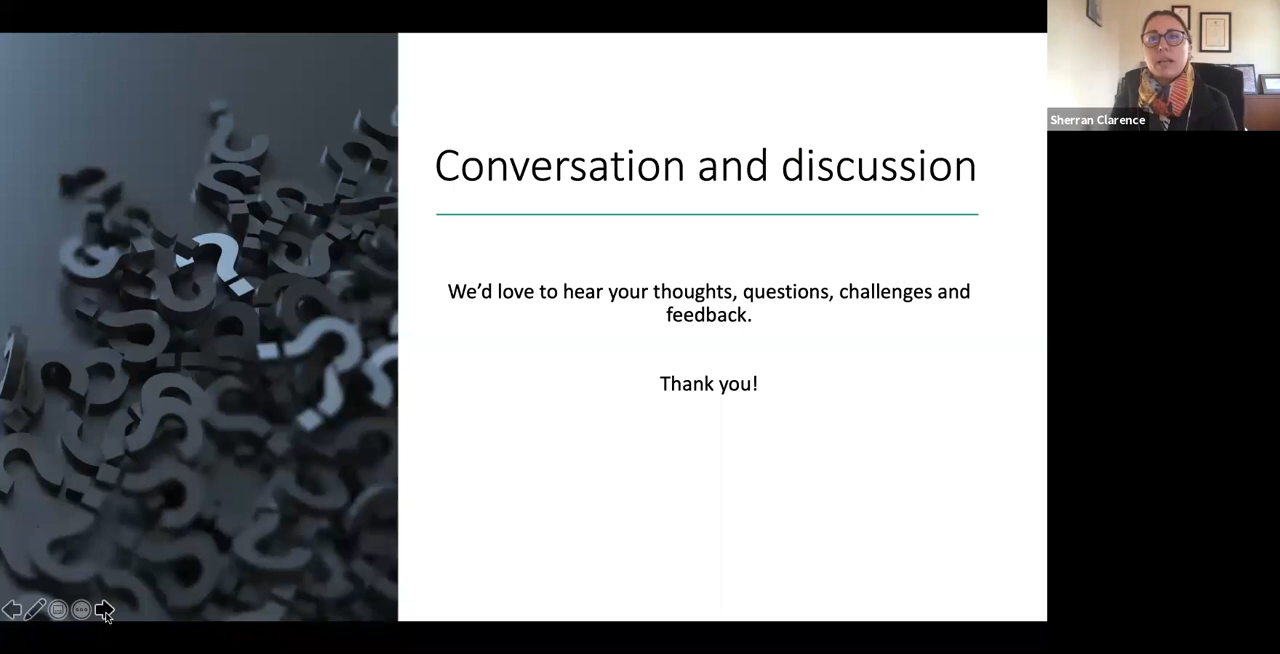 Conversation and discussion
We’d love to hear your thoughts, questions, challenges and
feedback.
Thank you!
Sherran Clarence